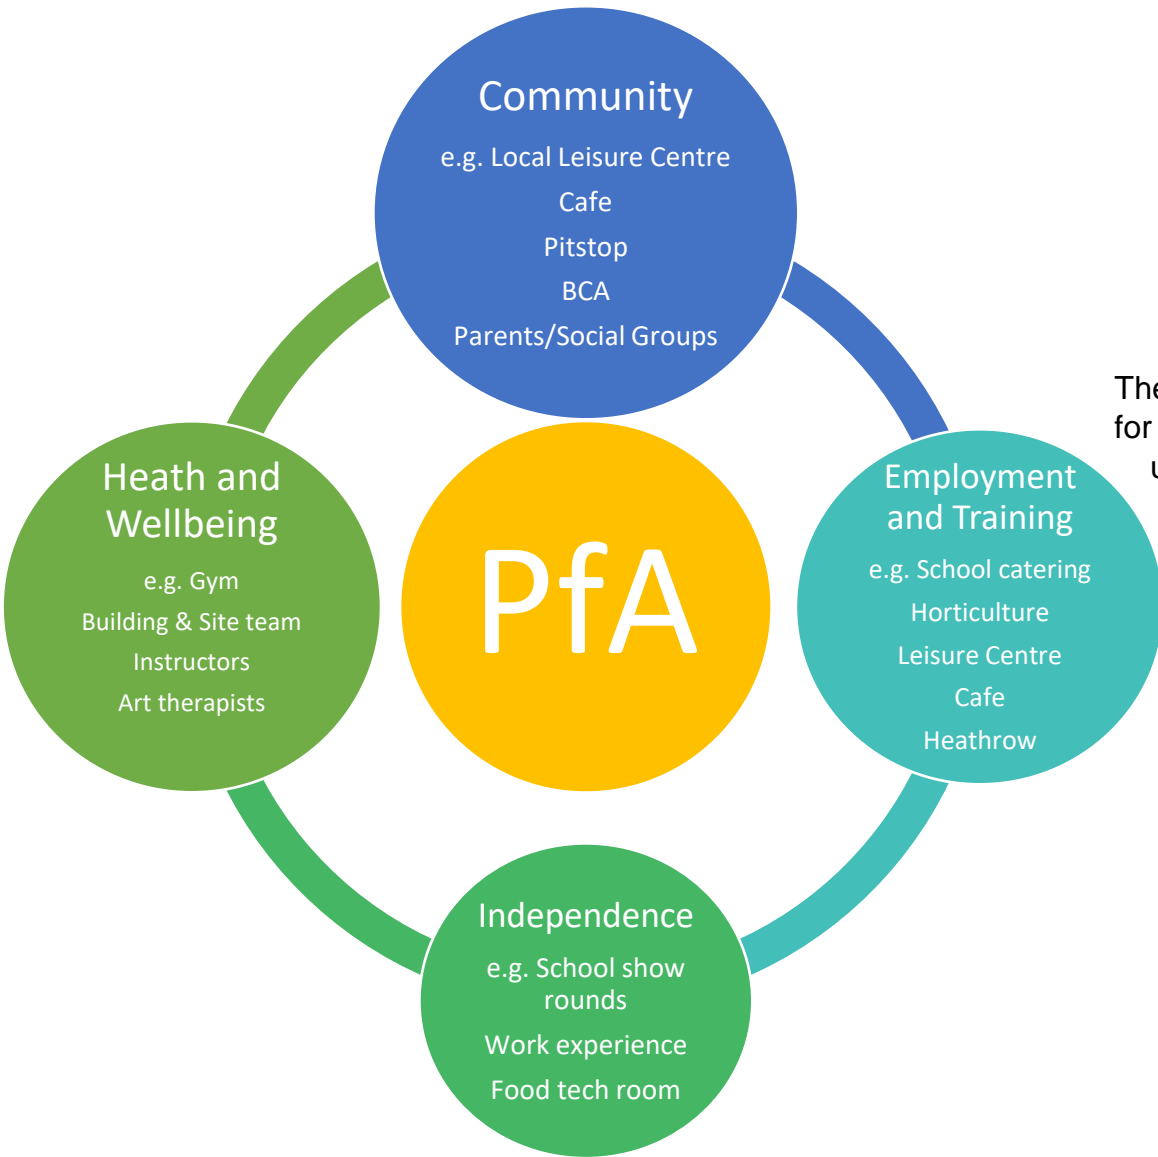 Community
e.g. Local Leisure Centre
Cafe
Pitstop
BCA
Parents/Social Groups
Heath and
Wellbeing
e.g. Gym
Building & Site team
Instructors
Art therapists
PfA
Employment
and Training
e.g. School catering
Horticulture
Leisure Centre
Cafe
Heathrow
Independence
e.g. School show
rounds
Work experience
Food tech room
for